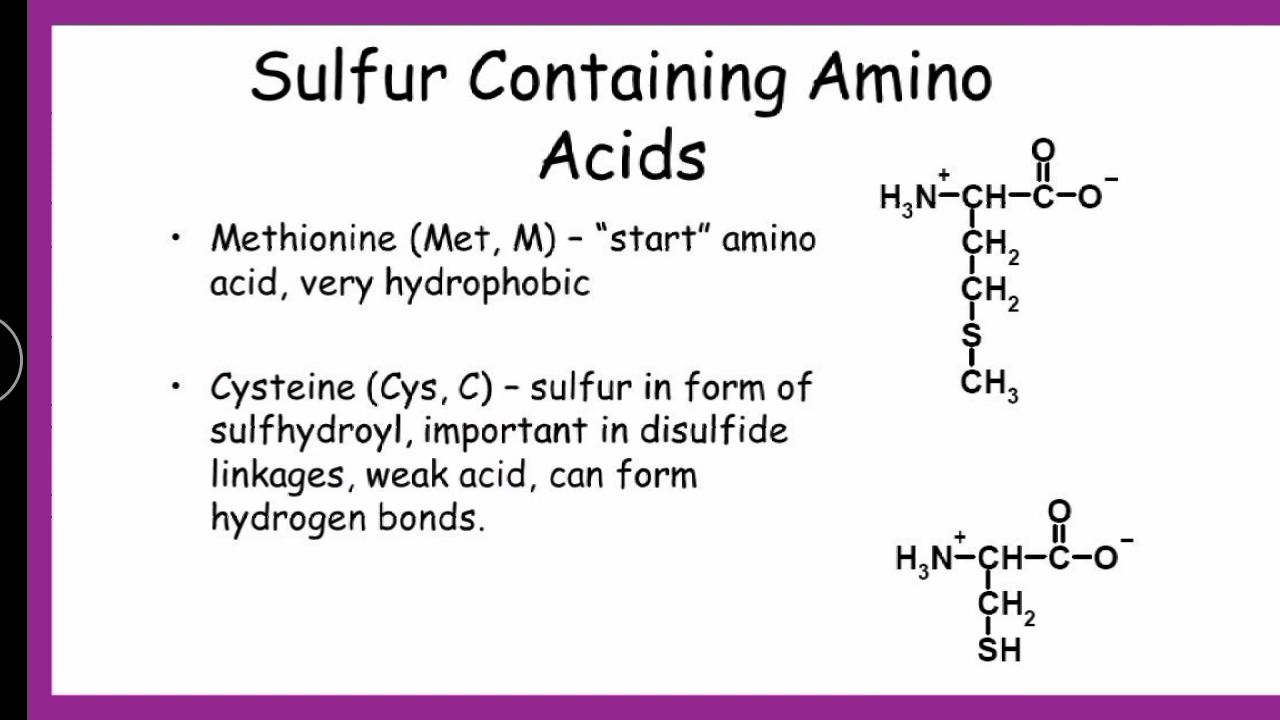 Sulfur Containing Amino
Acids
• Methionine (Met, M) – “start” amino
acid, very hydrophobic
• Cysteine (Cys, C) – sulfur in form of
sulfhydroyl, important in disulfide
linkages, weak acid, can form
hydrogen bonds.
O
+ −
H₃N–CH–C–O
CH₂
CH₂
S
CH₃
O
+ −
H₃N–CH–C–O
CH₂
SH